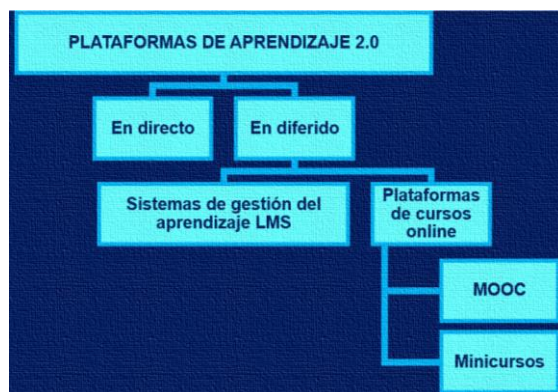 PLATAFORMAS DE APRENDIZAJE 2.0
En directo
En diferido
Sistemas de gestión del
aprendizaje LMS
Plataformas
de cursos
online
MOOC
Minicursos